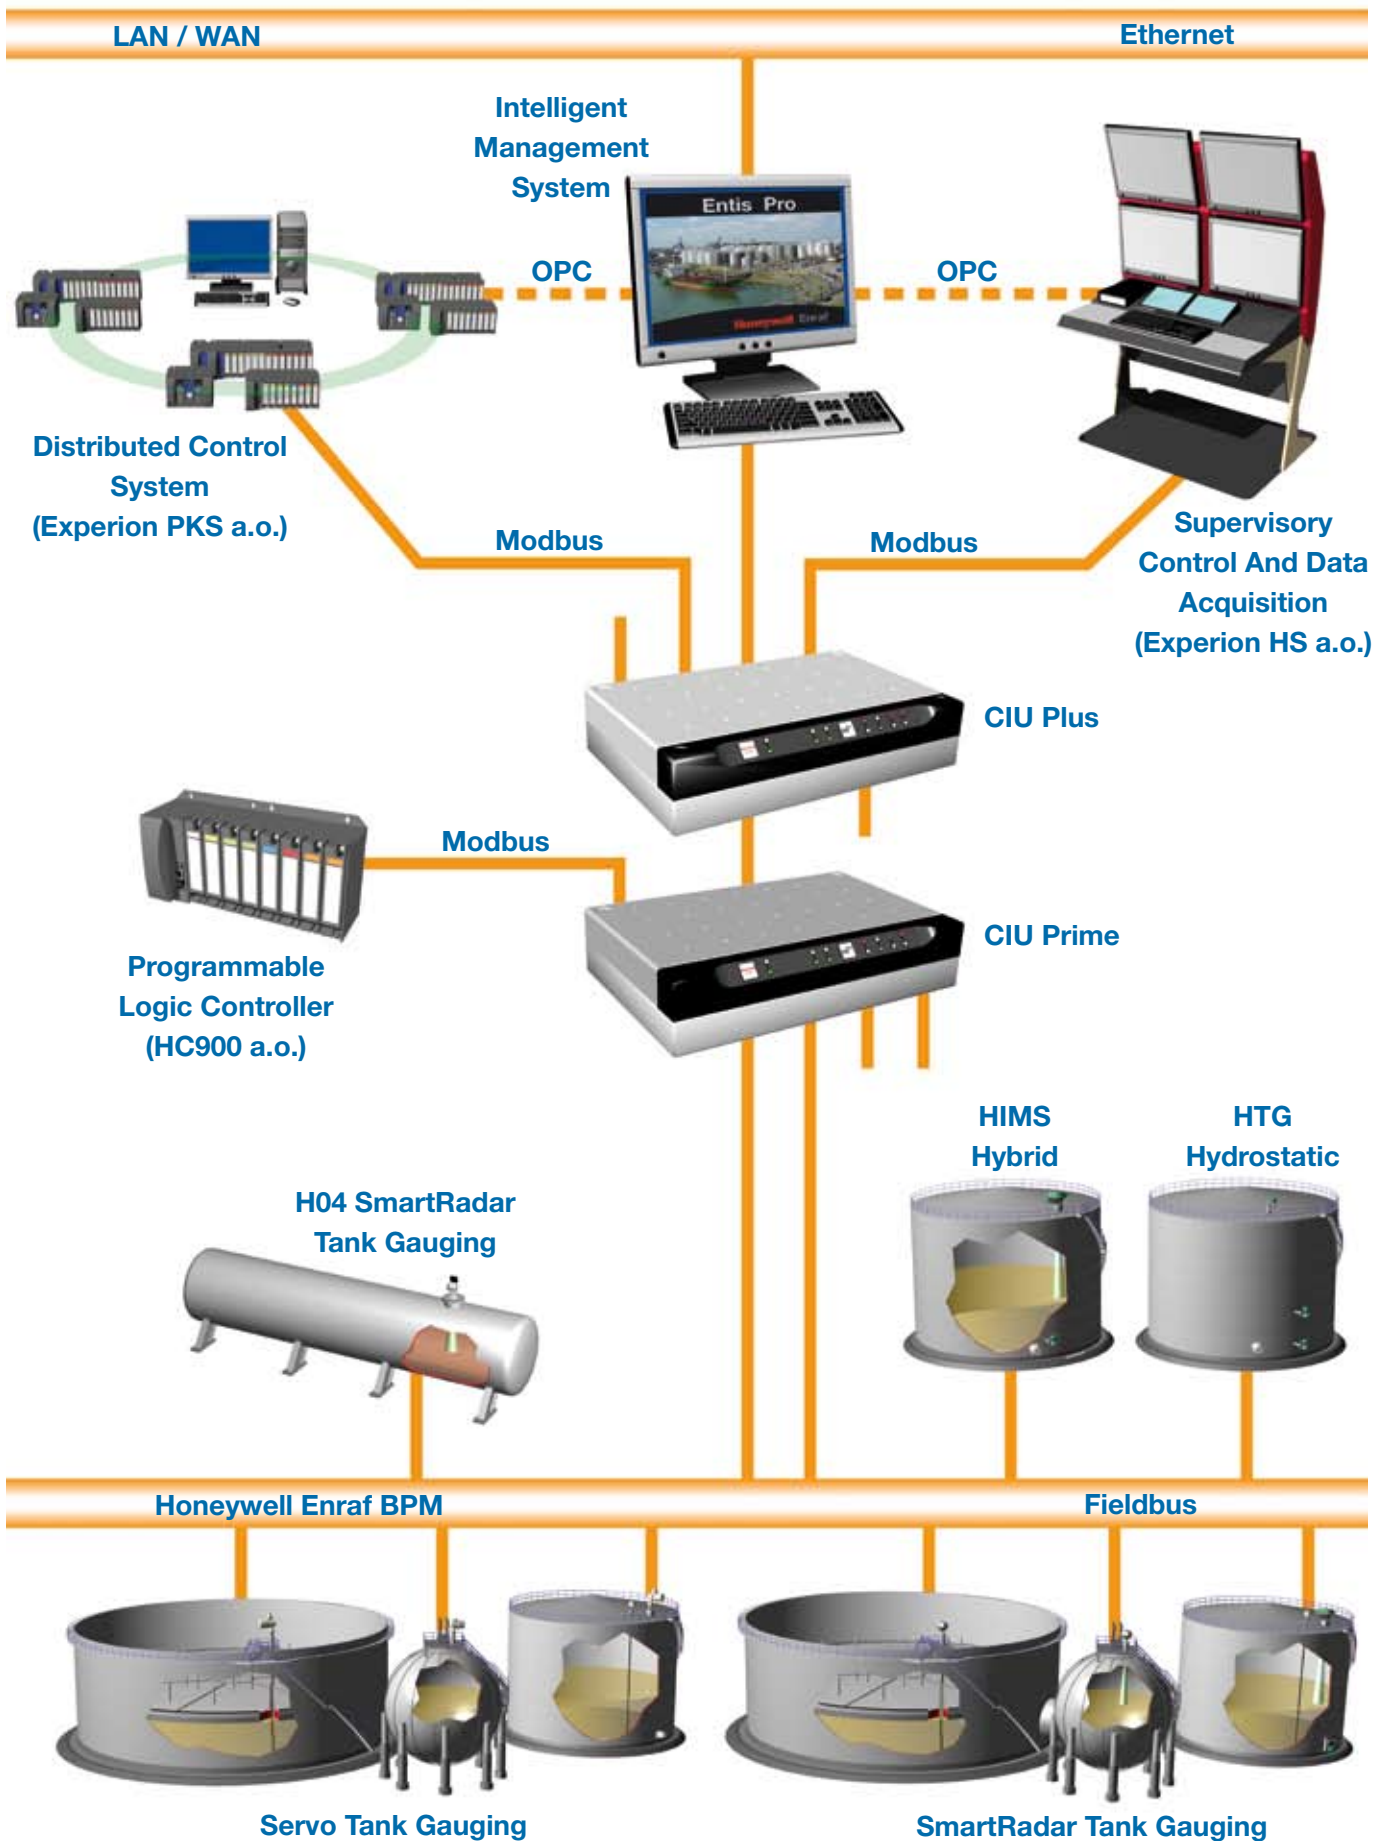 LAN / WAN
Ethernet
Intelligent
Management
System
Entis Pro
Honeywell Enraf
OPC
OPC
Distributed Control
System
(Experion PKS a.o.)
Modbus
Modbus
Supervisory
Control And Data
Acquisition
(Experion HS a.o.)
CIU Plus
Modbus
CIU Prime
Programmable
Logic Controller
(HC900 a.o.)
HIMS
Hybrid
HTG
Hydrostatic
H04 SmartRadar
Tank Gauging
Honeywell Enraf BPM
Fieldbus
Servo Tank Gauging
SmartRadar Tank Gauging